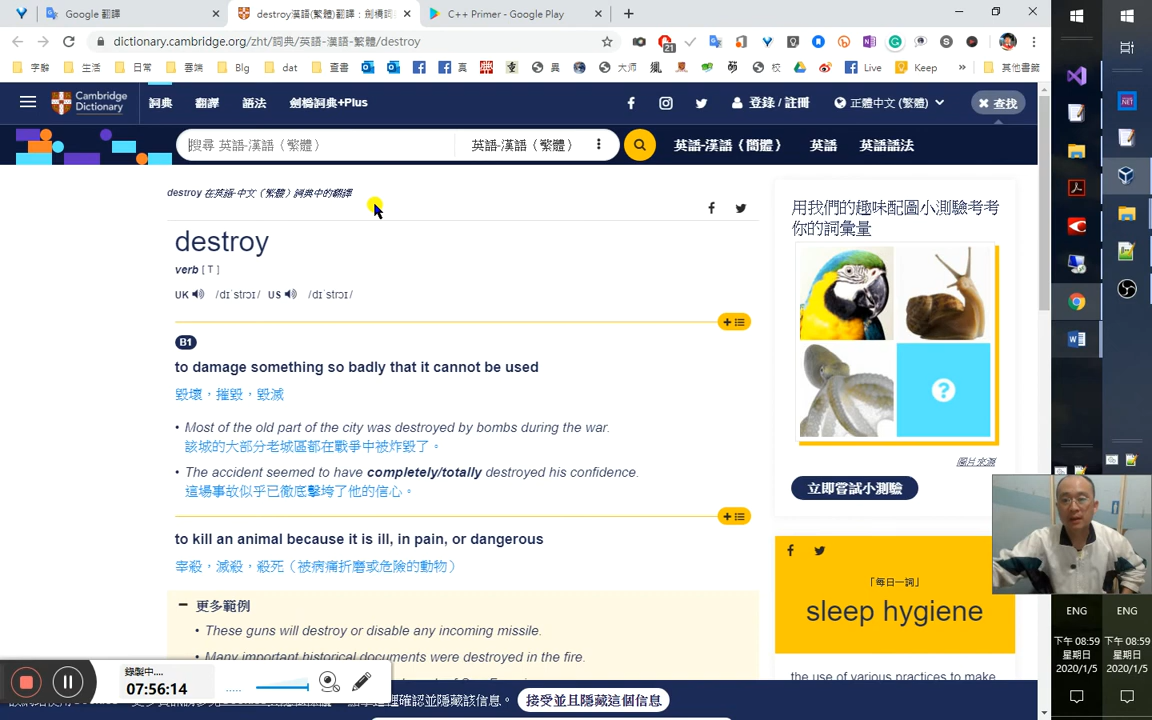 Google 翻譯
destroy漢語(繁體)翻譯：劍橋詞
C++ Primer - Google Play
dictionary.cambridge.org/zht/詞典/英語-漢語-繁體/destroy
21
字辭
生活
日常
雲端
Blg
dat
查書
真
異
大师
校
Live
Keep
»
其他書籤
Cambridge
Dictionary
詞典
翻譯
語法
劍橋詞典+Plus
登錄 / 註冊
正體中文 (繁體)
查找
搜尋 英語-漢語（繁體）
英語-漢語（繁體）
英語-漢語（簡體）
英語
英語語法
destroy 在英語-中文（繁體）詞典中的翻譯
destroy
verb [ T ]
UK /dɪˈstrɔɪ/ US /dɪˈstrɔɪ/
B1
to damage something so badly that it cannot be used
毀壞，摧毀，毀滅
• Most of the old part of the city was destroyed by bombs during the war.
該城的大部分老城區都在戰爭中被炸毀了。
• The accident seemed to have completely/totally destroyed his confidence.
這場事故似乎已徹底擊垮了他的信心。
to kill an animal because it is ill, in pain, or dangerous
宰殺，滅殺，殺死（被病痛折磨或危險的動物）
更多範例
• These guns will destroy or disable any incoming missile.
• Many important historical documents were destroyed in the fire.
用我們的趣味配圖小測驗考考
你的詞彙量
?
圖片來源
立即嘗試小測驗
「每日一詞」
sleep hygiene
the use of various practices to make
錄製中....
07:56:14
接受並且隱藏這個信息
.NET
ENG
下午 08:59
星期日
2020/1/5
ENG
下午 08:59
星期日
2020/1/5